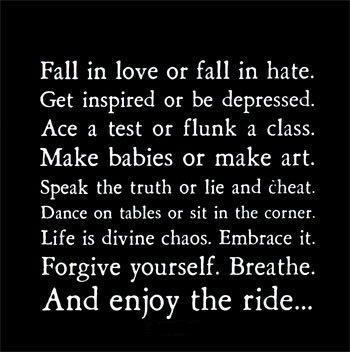 Fall in love or fall in hate.
Get inspired or be depressed.
Ace a test or flunk a class.
Make babies or make art.
Speak the truth or lie and cheat.
Dance on tables or sit in the corner.
Life is divine chaos. Embrace it.
Forgive yourself. Breathe.
And enjoy the ride...